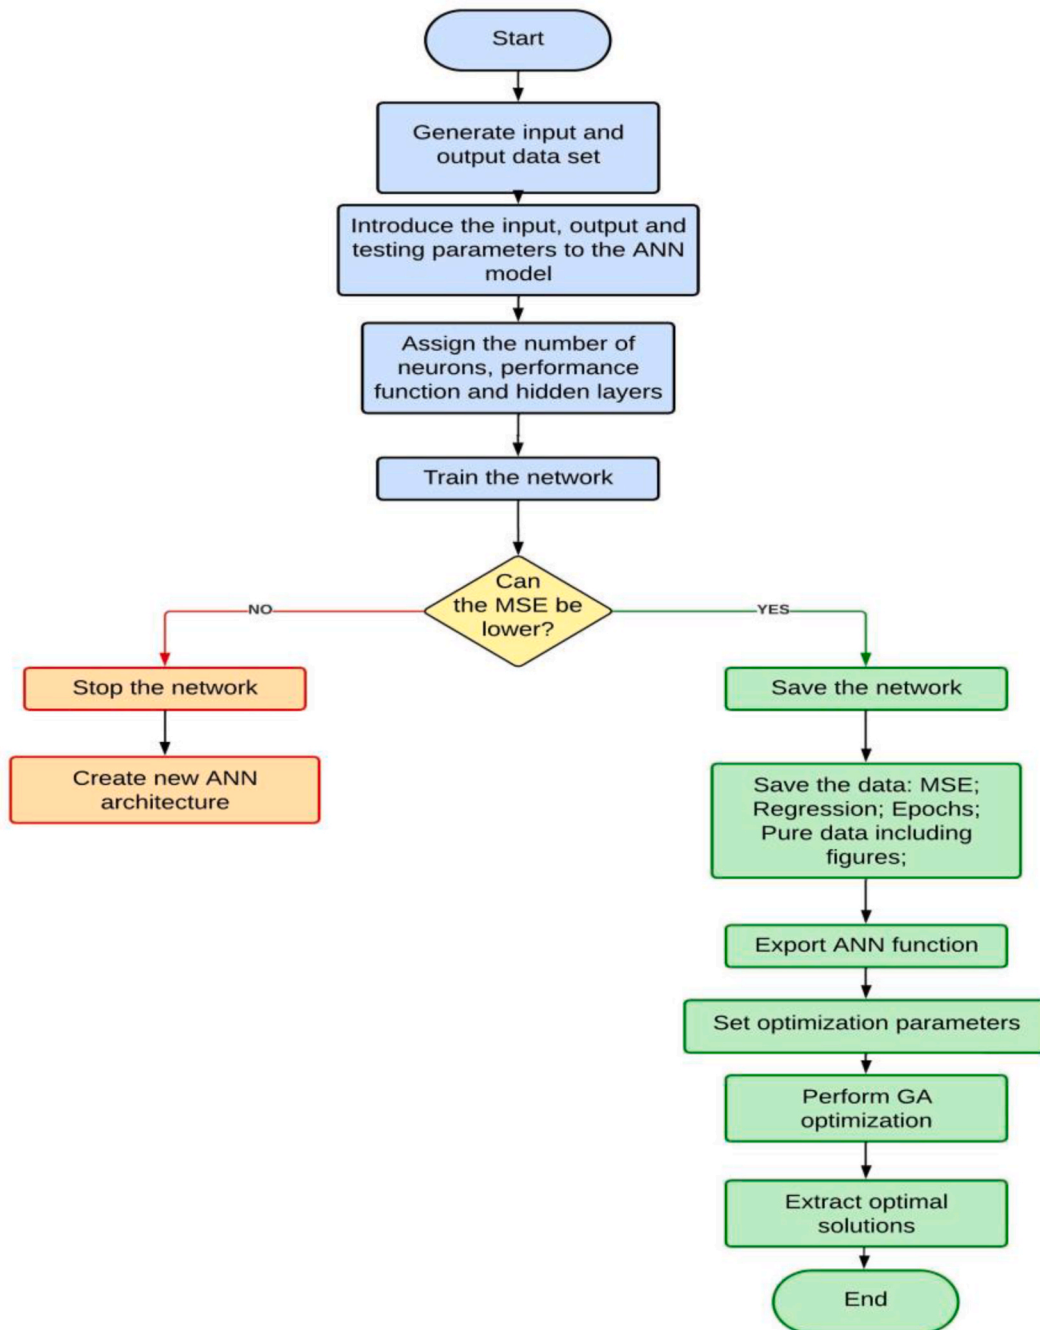 Start
Generate input and
output data set
Introduce the input, output and
testing parameters to the ANN
model
Assign the number of
neurons, performance
function and hidden layers
Train the network
Can
the MSE be
lower?
NO
YES
Stop the network
Create new ANN
architecture
Save the network
Save the data: MSE;
Regression; Epochs;
Pure data including
figures;
Export ANN function
Set optimization parameters
Perform GA
optimization
Extract optimal
solutions
End